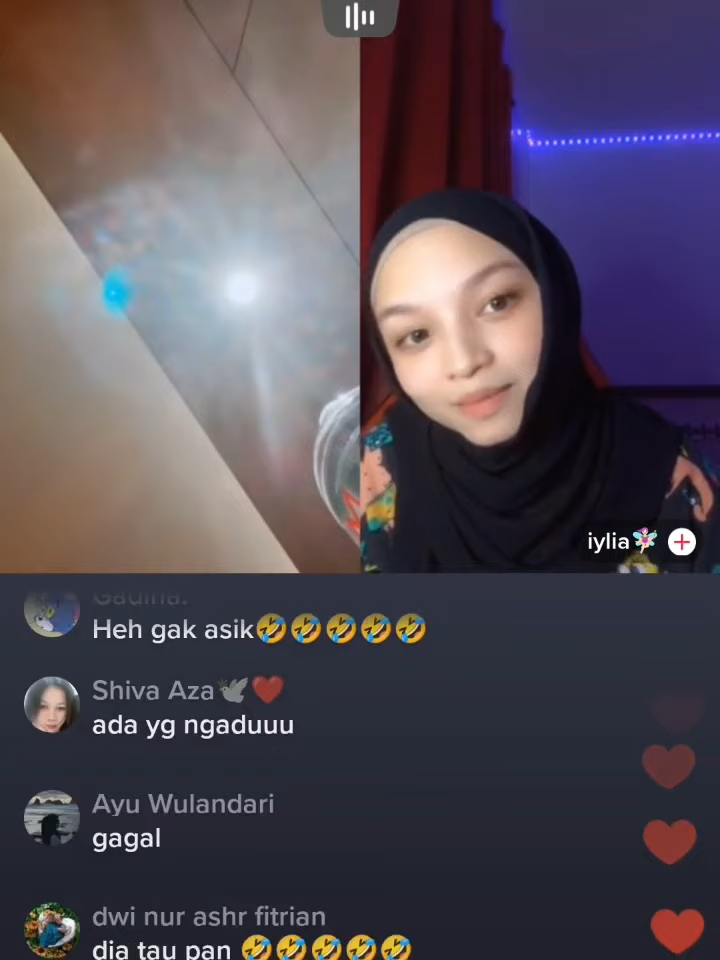 iylia🧚🏻‍♀️
Gadina.
Heh gak asik🤣🤣🤣🤣🤣
Shiva Aza🕊❤️
ada yg ngaduuu
Ayu Wulandari
gagal
dwi nur ashr fitrian
dia tau pan 🤣🤣🤣🤣🤣